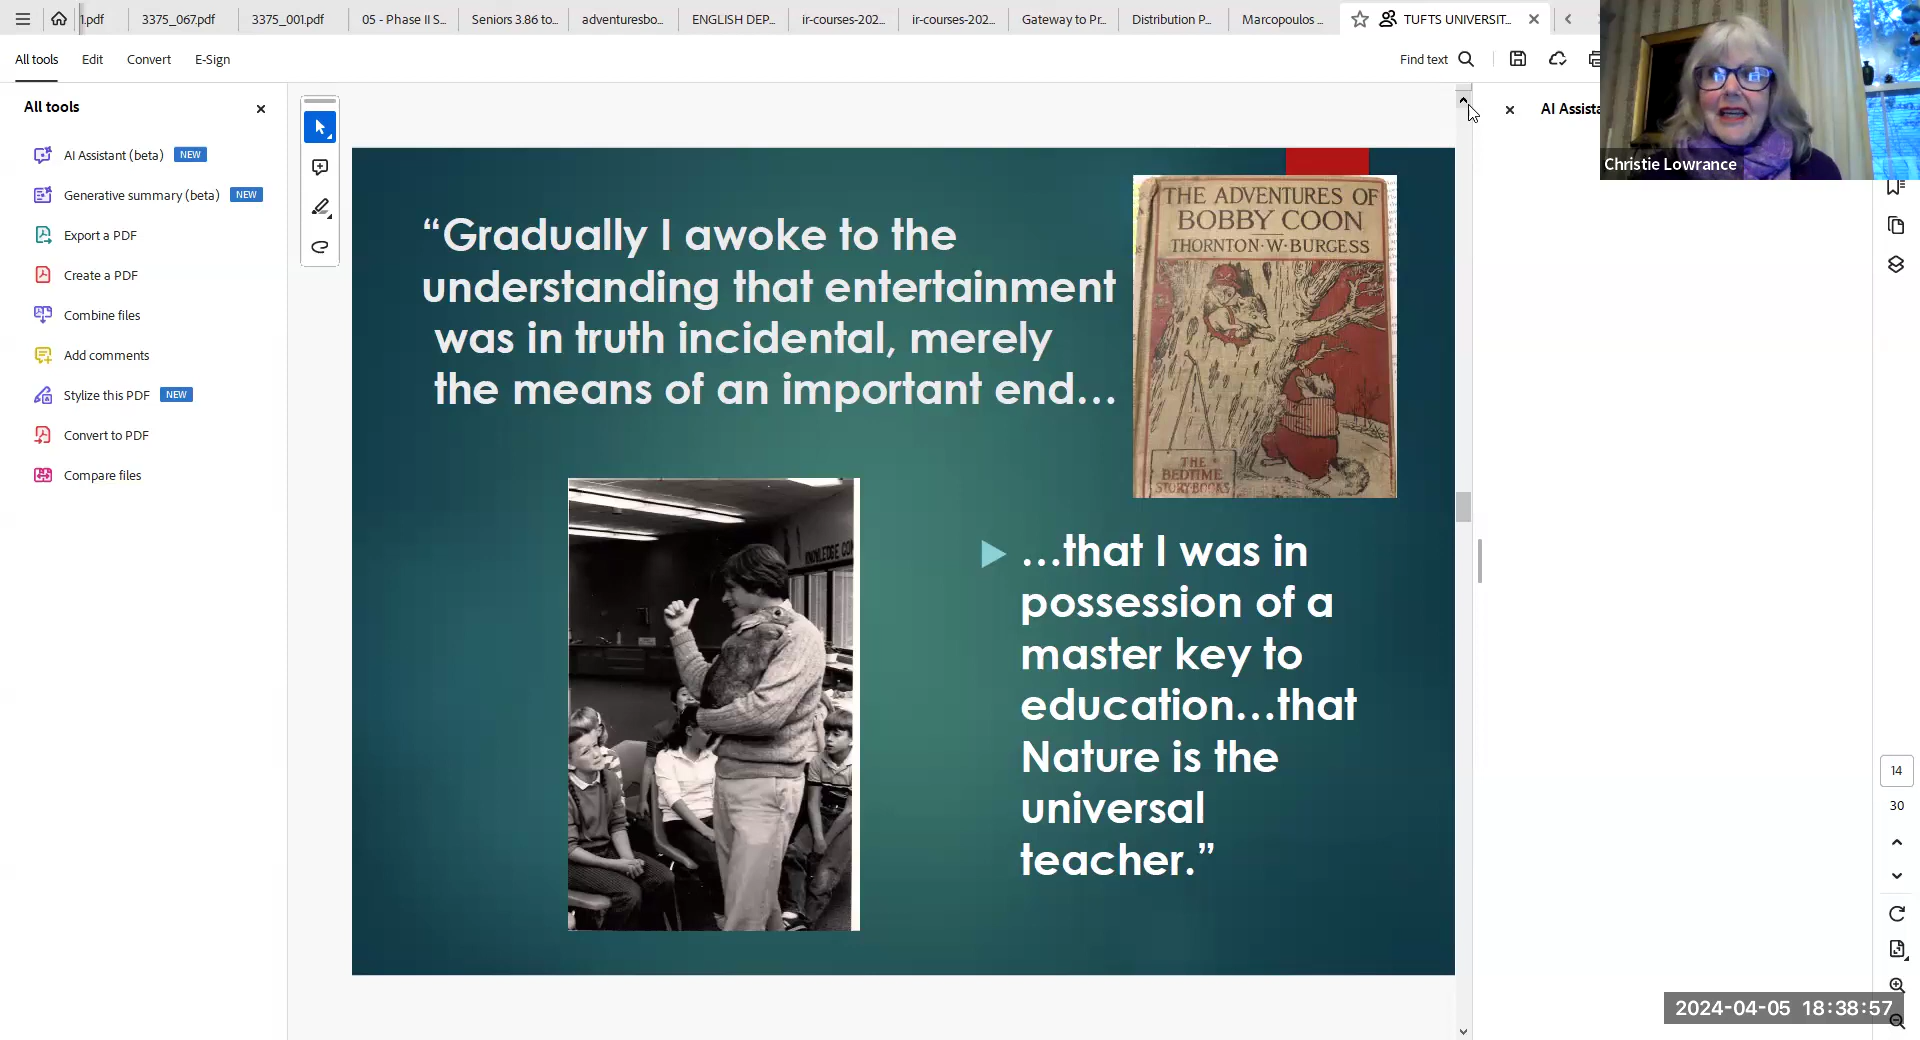 1.pdf
3375_067.pdf
3375_001.pdf
05 - Phase II S...
Seniors 3.86 to...
adventuresbo...
ENGLISH DEP...
ir-courses-202...
ir-courses-202...
Gateway to Pr...
Distribution P...
Marcopoulos ...
TUFTS UNIVERSIT...
All tools
Edit
Convert
E-Sign
Find text
All tools
AI Assistant (beta) NEW
Generative summary (beta) NEW
Export a PDF
Create a PDF
Combine files
Add comments
Stylize this PDF NEW
Convert to PDF
Compare files
“Gradually I awoke to the
understanding that entertainment
was in truth incidental, merely
the means of an important end...
THE ADVENTURES OF
BOBBY COON
THORNTON·W·BURGESS
THE
BEDTIME
STORY·BOOKS
KNOWLEDGE
...that I was in
possession of a
master key to
education...that
Nature is the
universal
teacher.”
AI Assista
Christie Lowrance
14
30
2024-04-05 18:38:57